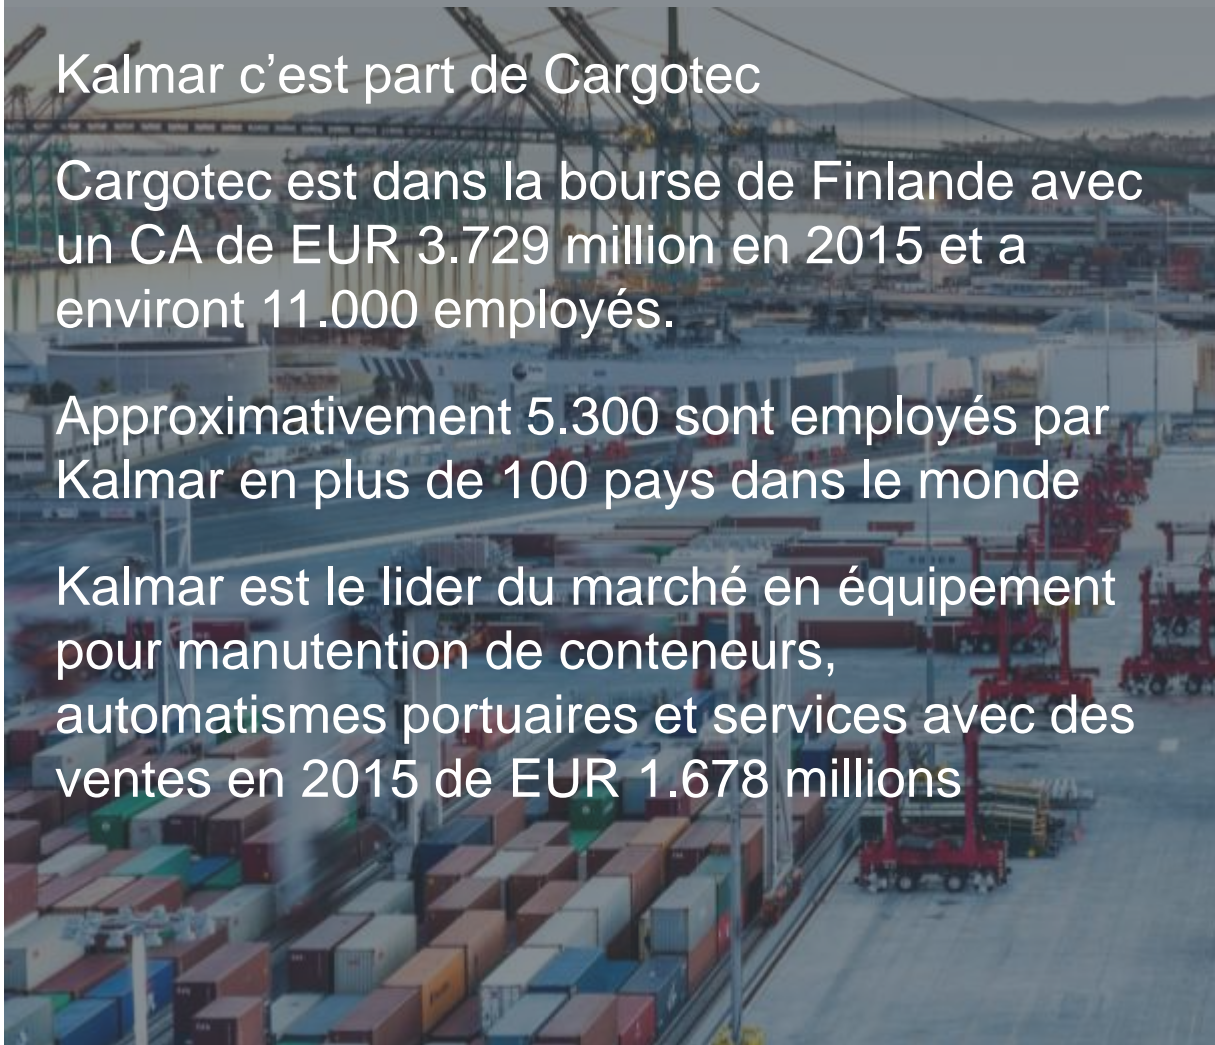 Kalmar c’est part de Cargotec
Cargotec est dans la bourse de Finlande avec
un CA de EUR 3.729 million en 2015 et a
environt 11.000 employés.
Approximativement 5.300 sont employés par
Kalmar en plus de 100 pays dans le monde
Kalmar est le lider du marché en équipement
pour manutention de conteneurs,
automatismes portuaires et services avec des
ventes en 2015 de EUR 1.678 millions